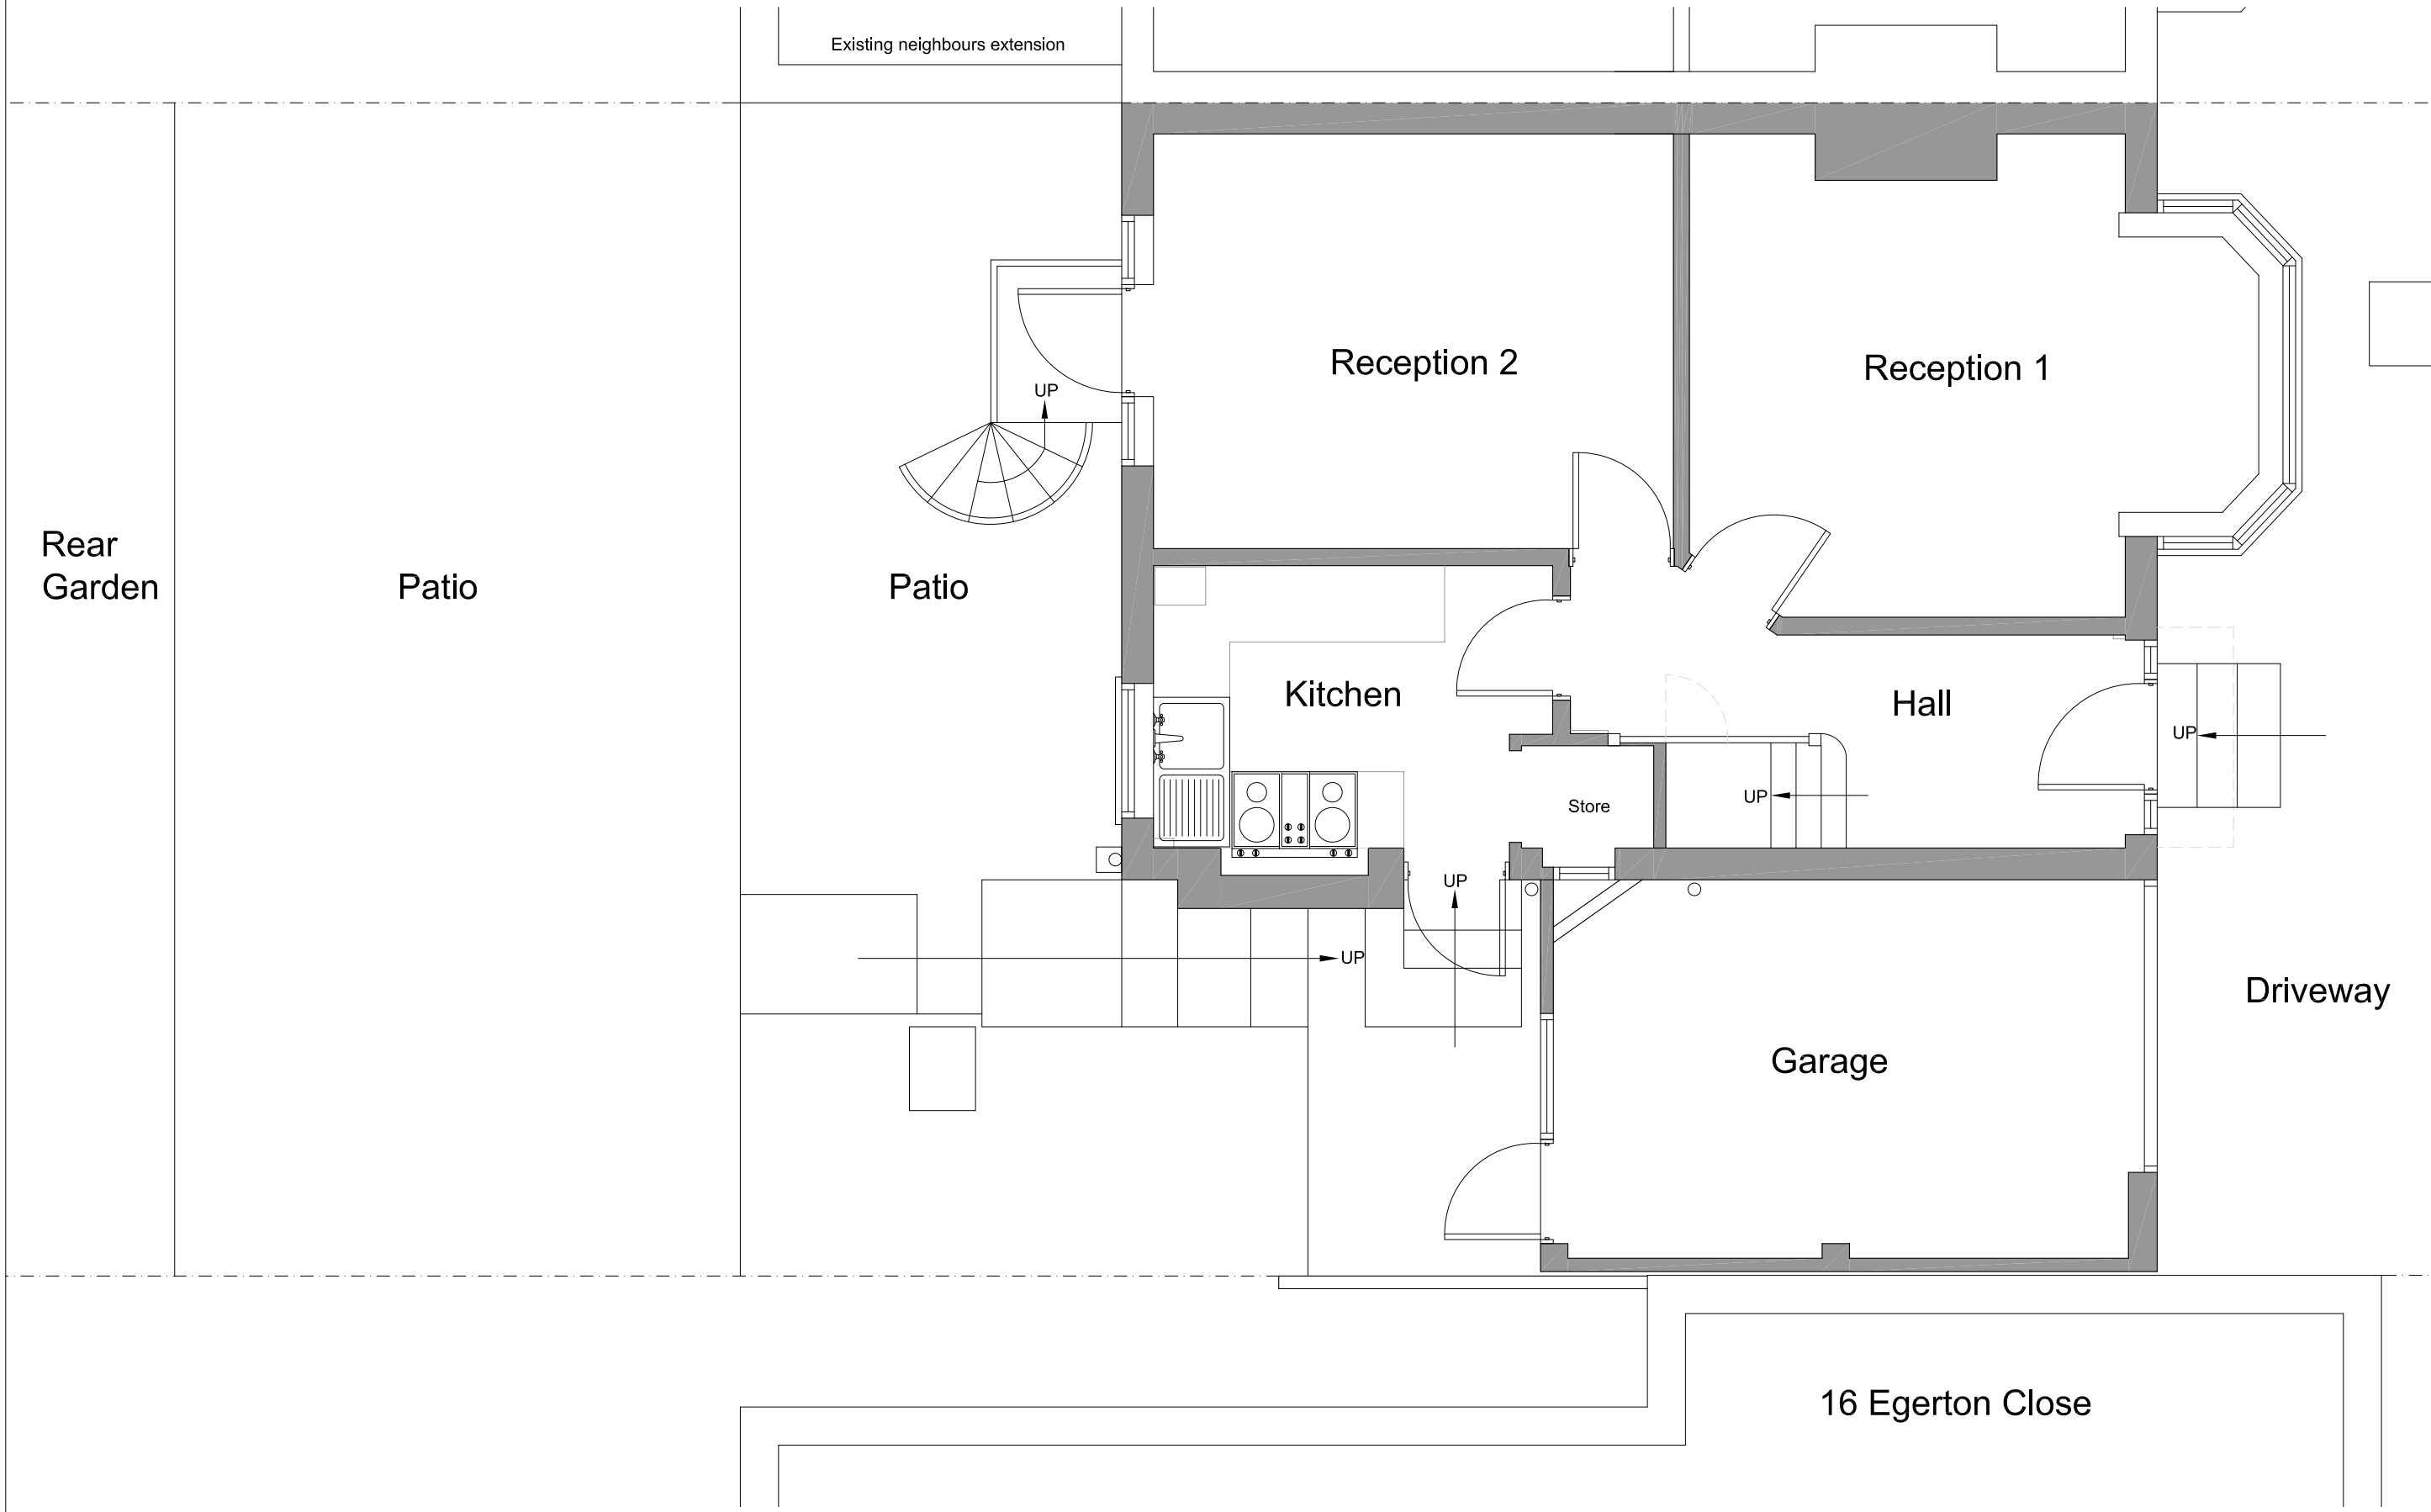 Existing neighbours extension
Reception 2
Reception 1
UP
Rear
Garden
Patio
Patio
Kitchen
Hall
UP
Store
UP
UP
UP
Driveway
Garage
16 Egerton Close